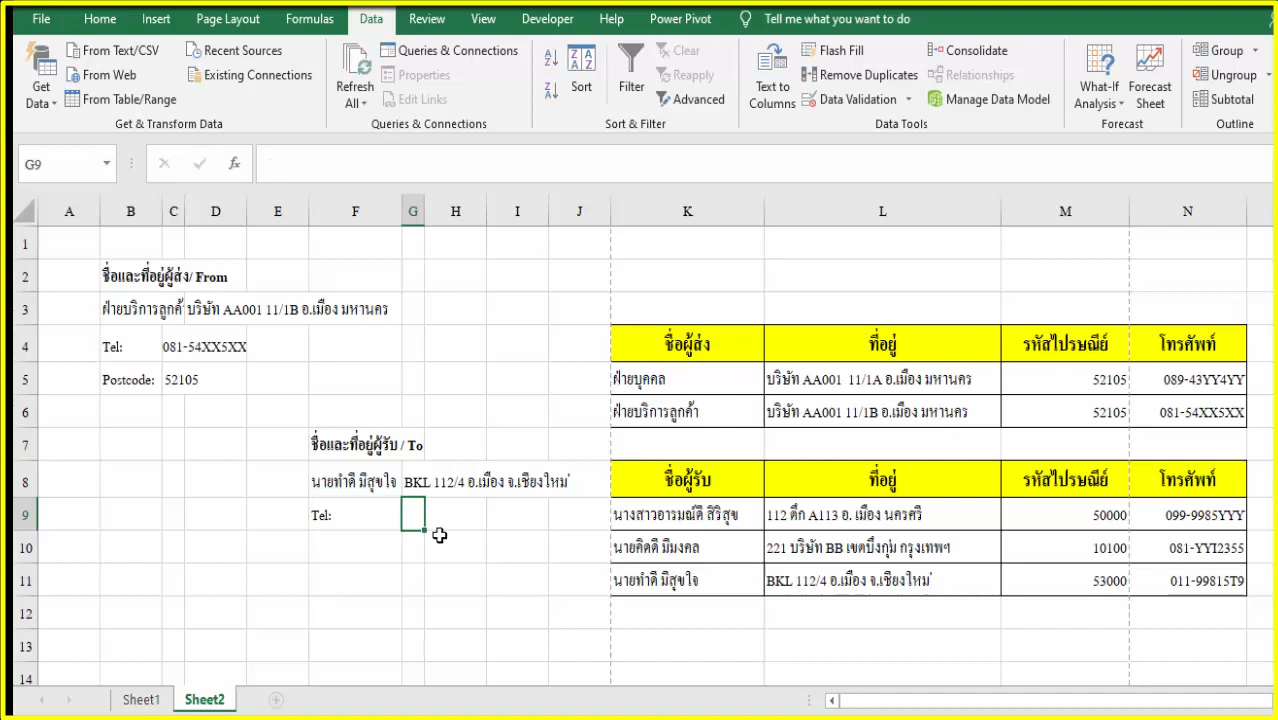 File Home Insert Page Layout Formulas Data Review View Developer Help Power Pivot Tell me what you want to do
From Text/CSV Recent Sources Queries & Connections Clear Flash Fill Consolidate Group
From Web Existing Connections Properties Reapply Remove Duplicates Relationships Ungroup
From Table/Range Edit Links Advanced Data Validation Manage Data Model Subtotal
Get Data
Refresh All
Sort
Filter
Text to Columns
What-If Analysis
Forecast Sheet
Get & Transform Data Queries & Connections Sort & Filter Data Tools Forecast Outline
G9 fx
A B C D E F G H I J K L M N
1
2 ชื่อและที่อยู่ผู้ส่ง/ From
3 ฝ่ายบริการลูกค้ บริษัท AA001 11/1B อ.เมือง มหานคร
4 Tel: 081-54XX5XX ชื่อผู้ส่ง ที่อยู่ รหัสไปรษณีย์ โทรศัพท์
5 Postcode: 52105 ฝ่ายบุคคล บริษัท AA001 11/1A อ.เมือง มหานคร 52105 089-43YY4YY
6 ฝ่ายบริการลูกค้า บริษัท AA001 11/1B อ.เมือง มหานคร 52105 081-54XX5XX
7 ชื่อและที่อยู่ผู้รับ / To
8 นายทำดี มีสุขใจ BKL 112/4 อ.เมือง จ.เชียงใหม่ ชื่อผู้รับ ที่อยู่ รหัสไปรษณีย์ โทรศัพท์
9 Tel: นางสาวอารมณ์ดี สิริสุข 112 ตึก A113 อ. เมือง นครศรี 50000 099-9985YYY
10 นายคิดดี มีมงคล 221 บริษัท BB เขตบึงกุ่ม กรุงเทพฯ 10100 081-YYI2355
11 นายทำดี มีสุขใจ BKL 112/4 อ.เมือง จ.เชียงใหม่ 53000 011-99815T9
12
13
14
Sheet1 Sheet2